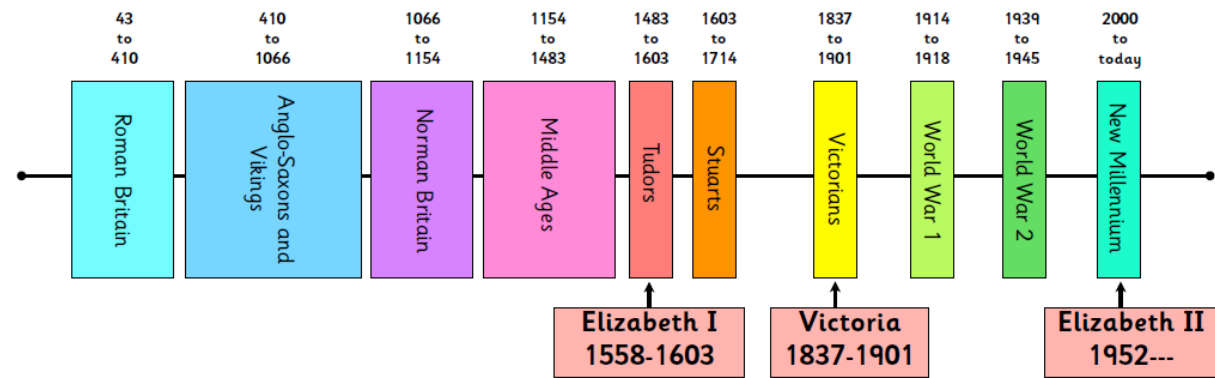 43 to 410
410 to 1066
1066 to 1154
1154 to 1483
1483 to 1603
1603 to 1714
1837 to 1901
1914 to 1918
1939 to 1945
2000 to today
Roman Britain
Anglo-Saxons and
Vikings
Norman Britain
Middle Ages
Tudors
Stuarts
Victorians
World War 1
World War 2
New Millennium
Elizabeth I
1558-1603
Victoria
1837-1901
Elizabeth II
1952---